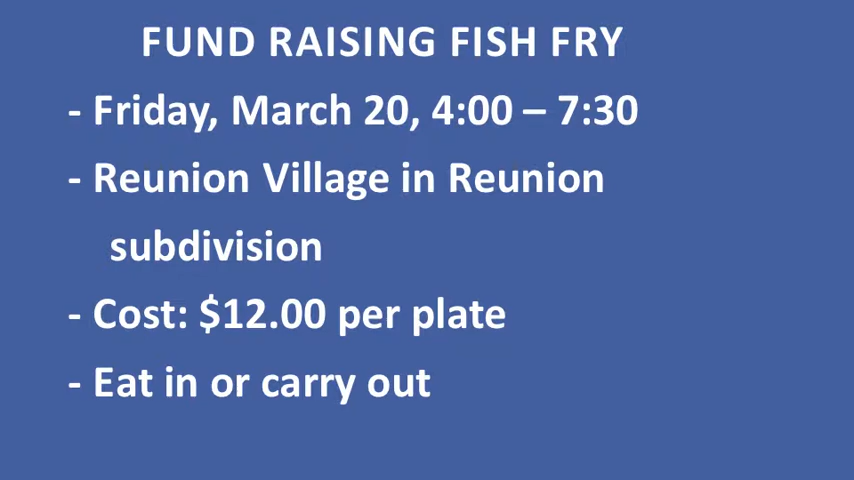 FUND RAISING FISH FRY
- Friday, March 20, 4:00 – 7:30
- Reunion Village in Reunion
subdivision
- Cost: $12.00 per plate
- Eat in or carry out